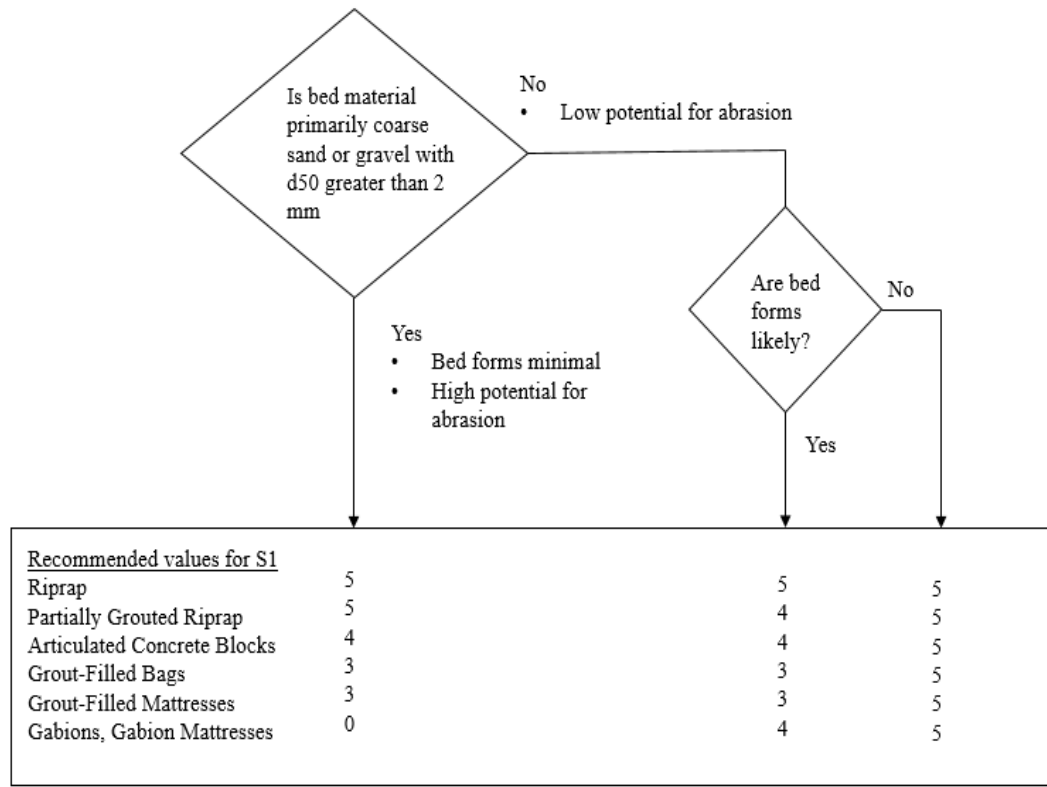 Is bed material
primarily coarse
sand or gravel with
d50 greater than 2
mm
No
• Low potential for abrasion
Are bed
forms
likely?
No
Yes
• Bed forms minimal
• High potential for
abrasion
Yes
Recommended values for S1
Riprap 5 5 5
Partially Grouted Riprap 5 4 5
Articulated Concrete Blocks 4 4 5
Grout-Filled Bags 3 3 5
Grout-Filled Mattresses 3 3 5
Gabions, Gabion Mattresses 0 4 5